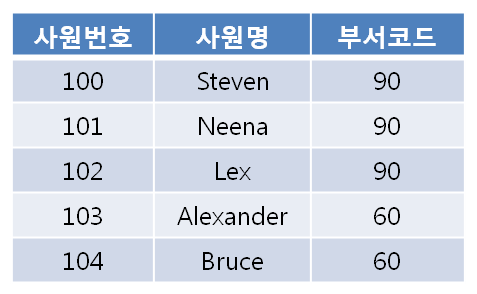 사원번호 사원명 부서코드
100 Steven 90
101 Neena 90
102 Lex 90
103 Alexander 60
104 Bruce 60